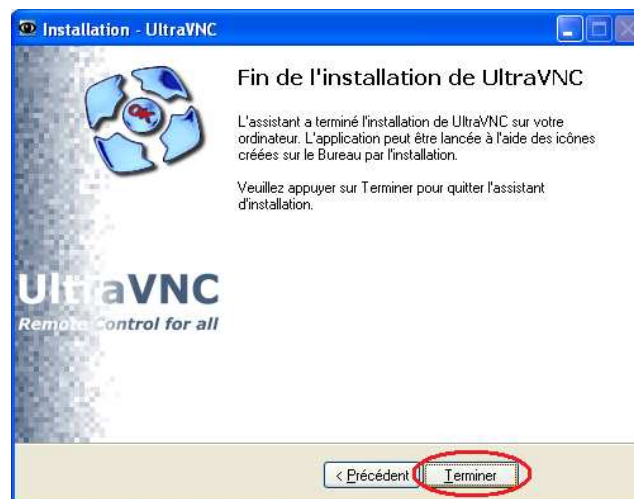 Installation - UltraVNC
Fin de l'installation de UltraVNC
L'assistant a terminé l'installation de UltraVNC sur votre
ordinateur. L'application peut être lancée à l'aide des icônes
créées sur le Bureau par l'installation.
Veuillez appuyer sur Terminer pour quitter l'assistant
d'installation.
UltraVNC
Remote Control for all
< Précédent
Terminer